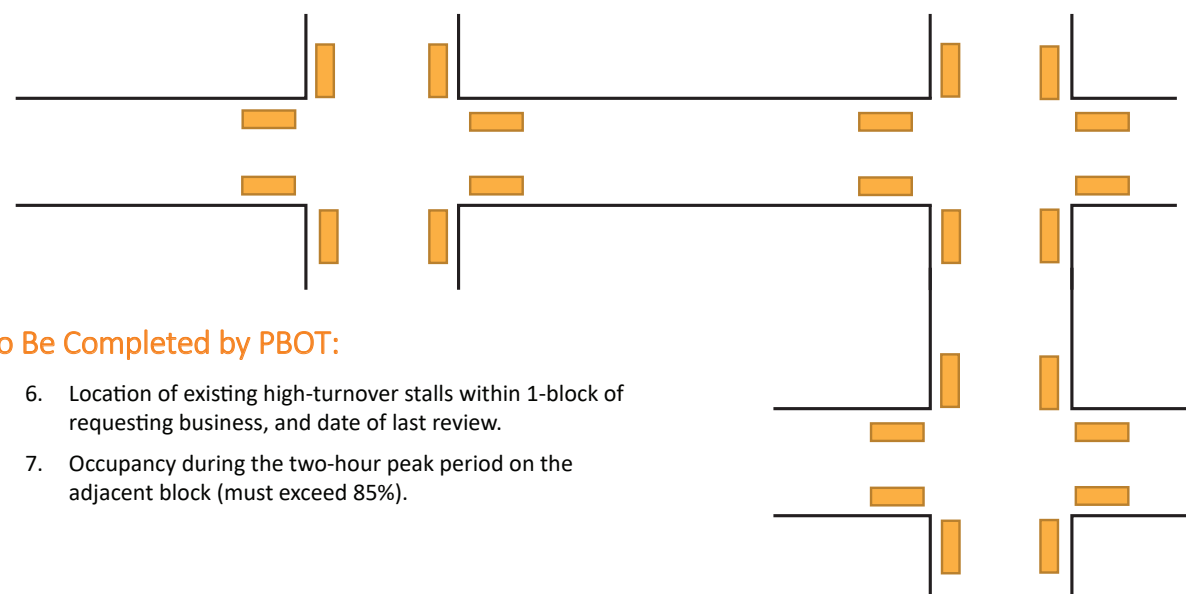 o Be Completed by PBOT:
6. Location of existing high-turnover stalls within 1-block of
requesting business, and date of last review.
7. Occupancy during the two-hour peak period on the
adjacent block (must exceed 85%).